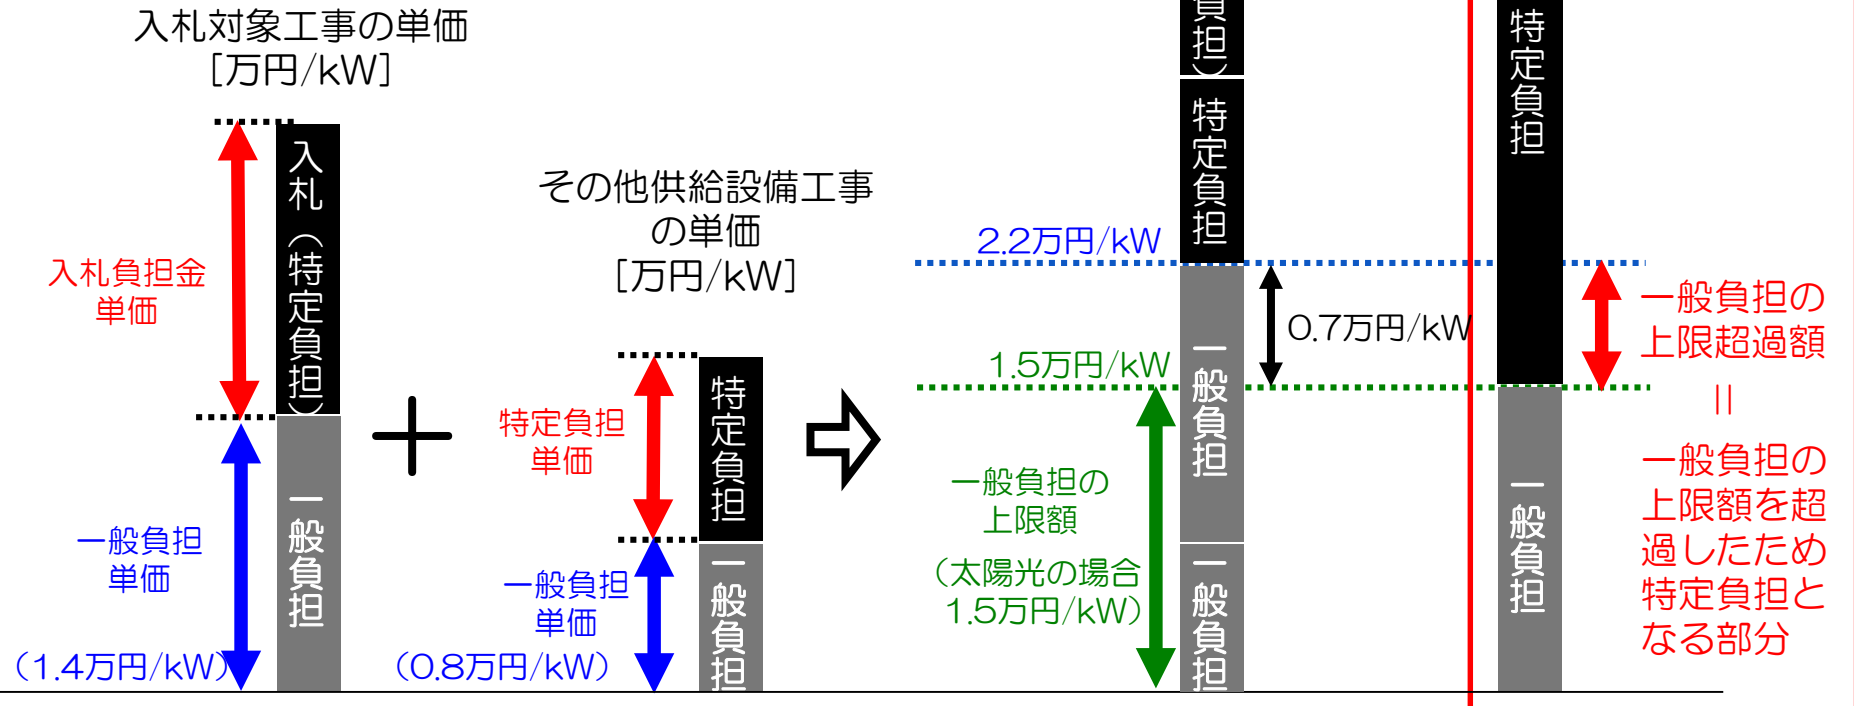 入札対象工事の単価
[万円/kW]
入札（特定負担）
入札負担金
単価
一般負担
一般負担
単価
（1.4万円/kW）
その他供給設備工事
の単価
[万円/kW]
特定負担
特定負担
単価
一般負担
一般負担
単価
（0.8万円/kW）
負担）
特定負担
一般負担
一般負担
2.2万円/kW
1.5万円/kW
0.7万円/kW
一般負担の
上限額
（太陽光の場合
1.5万円/kW）
特定負担
一般負担
一般負担の
上限超過額
＝
一般負担の
上限額を超
過したため
特定負担と
なる部分